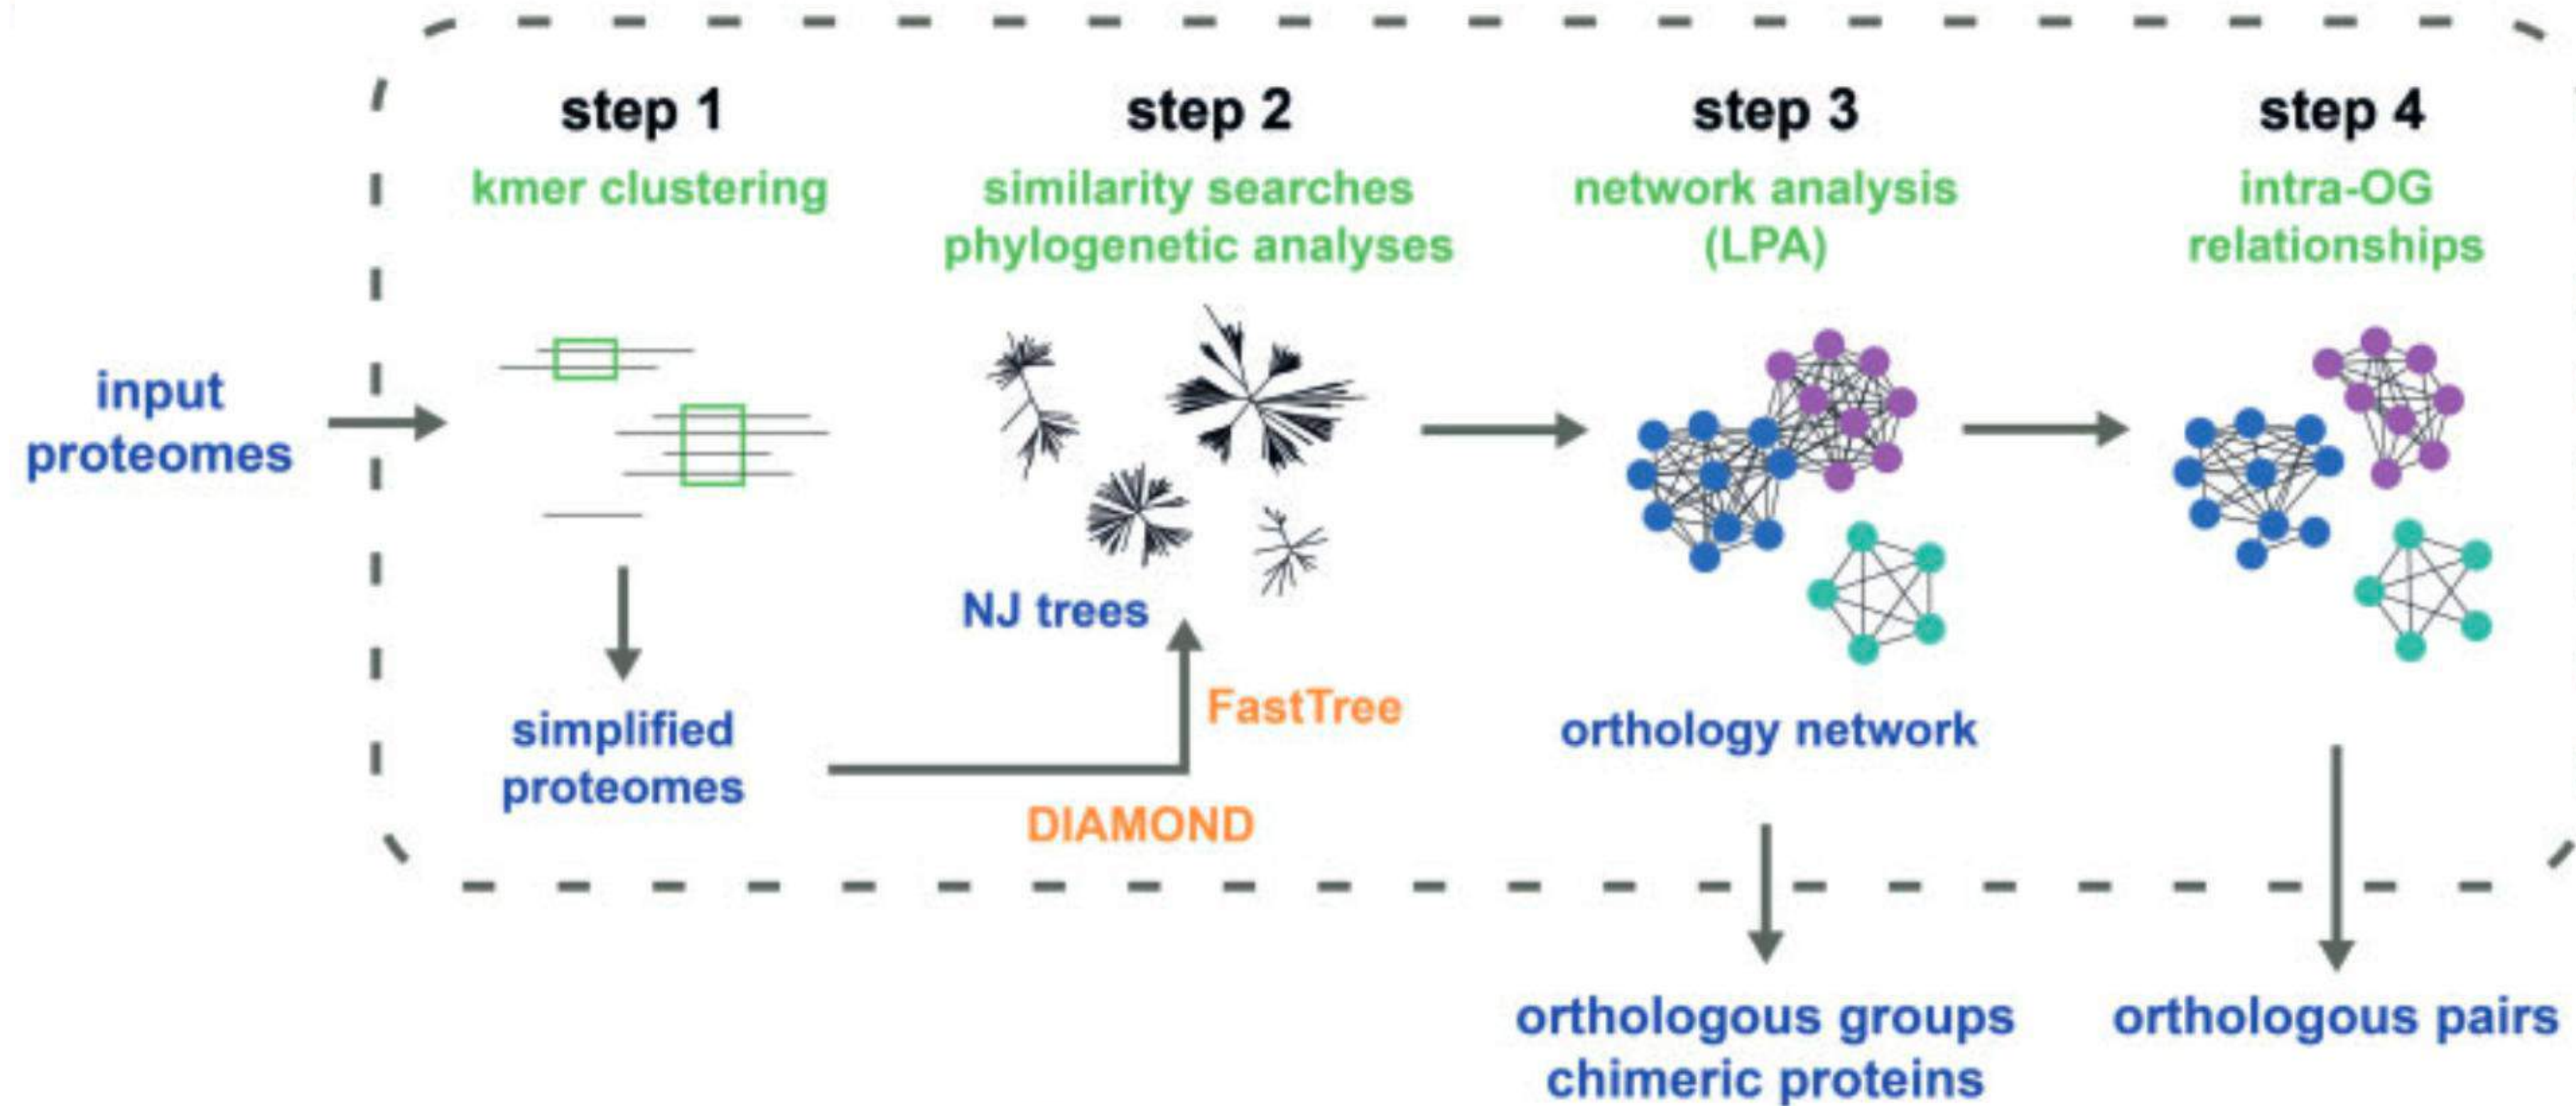 step 1
kmer clustering
input
proteomes
simplified
proteomes
step 2
similarity searches
phylogenetic analyses
NJ trees
FastTree
DIAMOND
step 3
network analysis
(LPA)
orthology network
orthologous groups
chimeric proteins
step 4
intra-OG
relationships
orthologous pairs